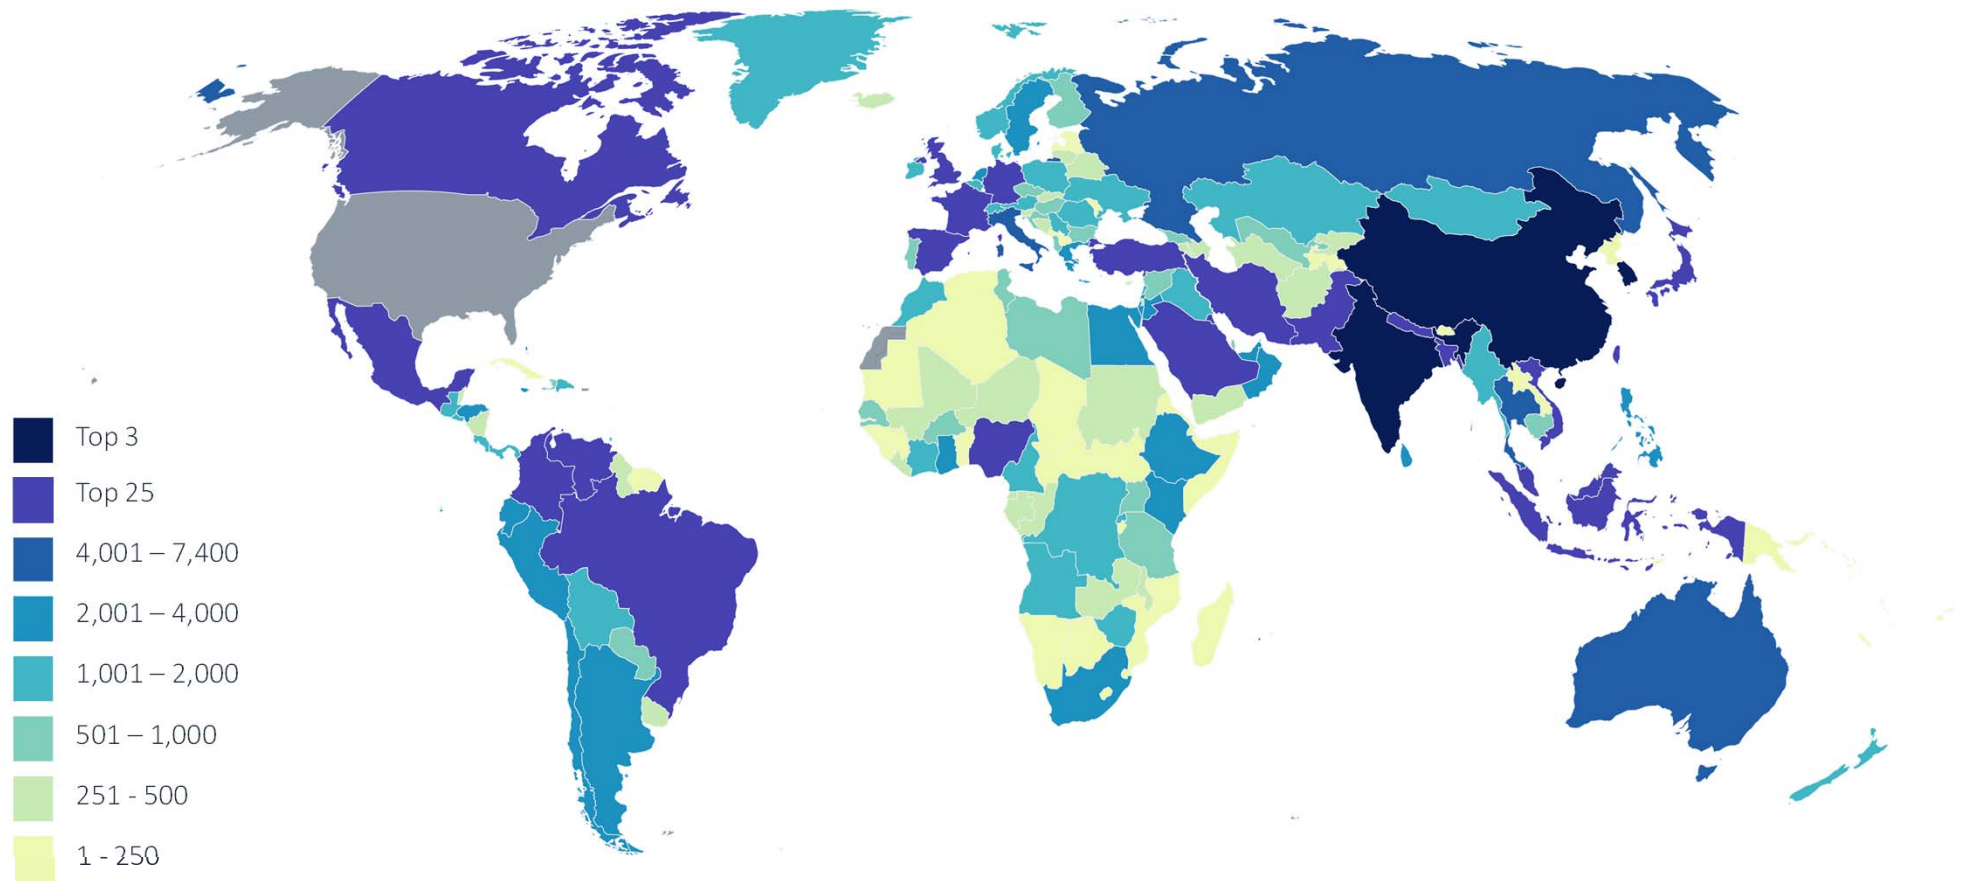 Top 3
Top 25
4,001 – 7,400
2,001 – 4,000
1,001 – 2,000
501 – 1,000
251 - 500
1 - 250